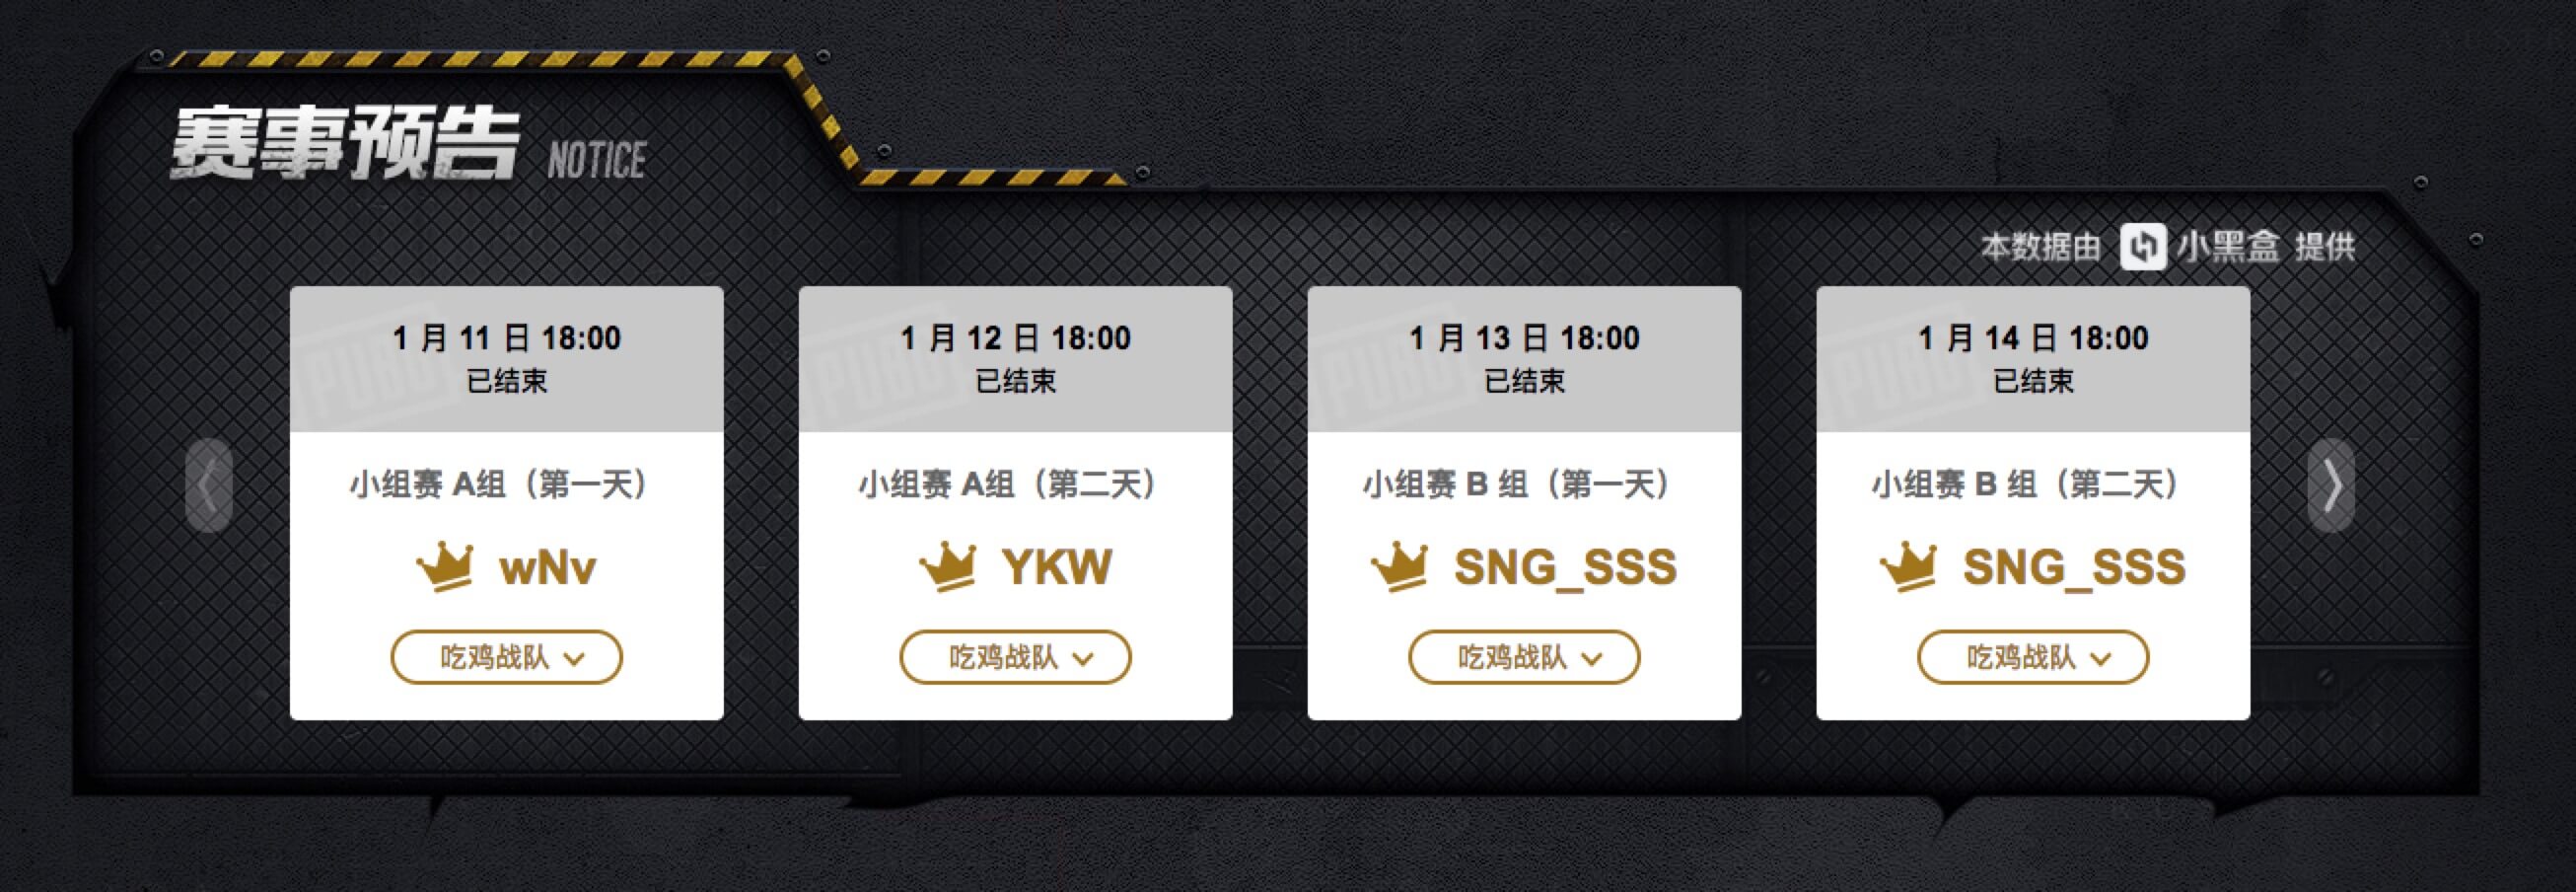 赛事预告 NOTICE
本数据由 小黑盒 提供
1 月 11 日 18:00
已结束
小组赛 A组（第一天）
wNv
吃鸡战队
1 月 12 日 18:00
已结束
小组赛 A组（第二天）
YKW
吃鸡战队
1 月 13 日 18:00
已结束
小组赛 B 组（第一天）
SNG_SSS
吃鸡战队
1 月 14 日 18:00
已结束
小组赛 B 组（第二天）
SNG_SSS
吃鸡战队
PUBG
PUBG
PUBG
PUBG